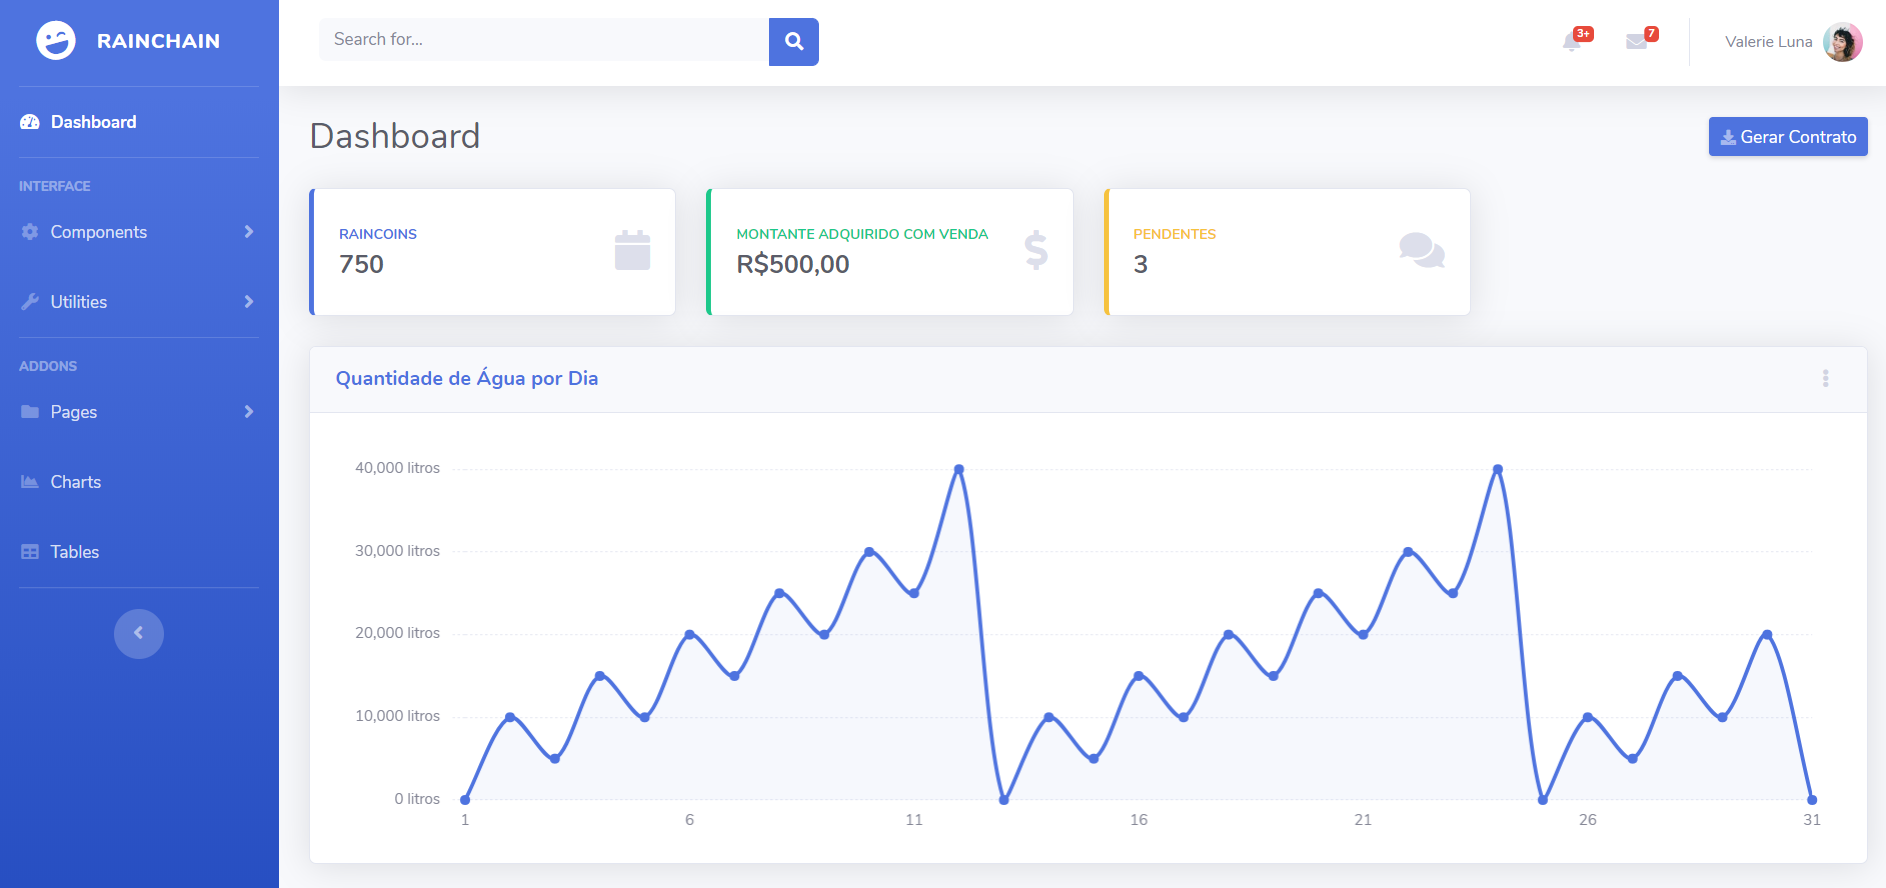 RAINCHAIN
Search for...
3+
7
Valerie Luna
Dashboard
INTERFACE
Components
Utilities
ADDONS
Pages
Charts
Tables
Dashboard
Gerar Contrato
RAINCOINS
750
MONTANTE ADQUIRIDO COM VENDA
R$500,00
PENDENTES
3
Quantidade de Água por Dia
40,000 litros
30,000 litros
20,000 litros
10,000 litros
0 litros
1 6 11 16 21 26 31